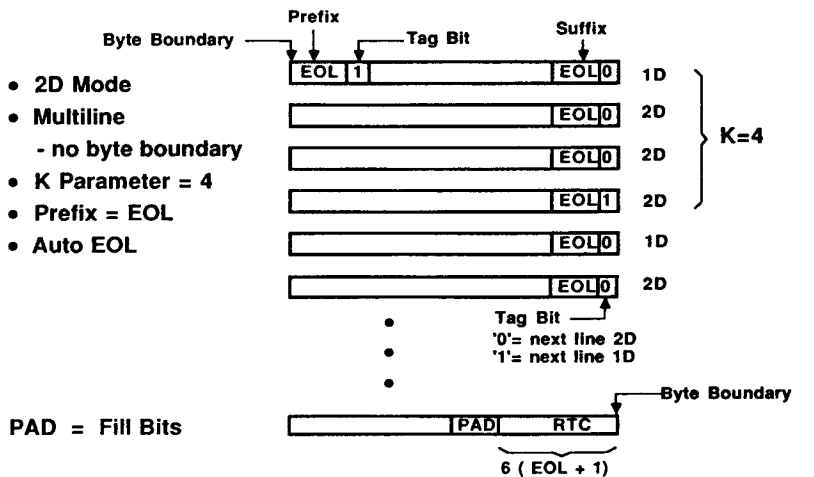 Prefix
Byte Boundary
Tag Bit
Suffix
EOL 1 EOL 0 1D
• 2D Mode
EOL 0 2D
• Multiline
- no byte boundary
EOL 0 2D
K=4
• K Parameter = 4
EOL 1 2D
• Prefix = EOL
• Auto EOL
EOL 0 1D
EOL 0 2D
Tag Bit
'0'= next line 2D
'1'= next line 1D
Byte Boundary
PAD = Fill Bits
PAD RTC
6 ( EOL + 1)